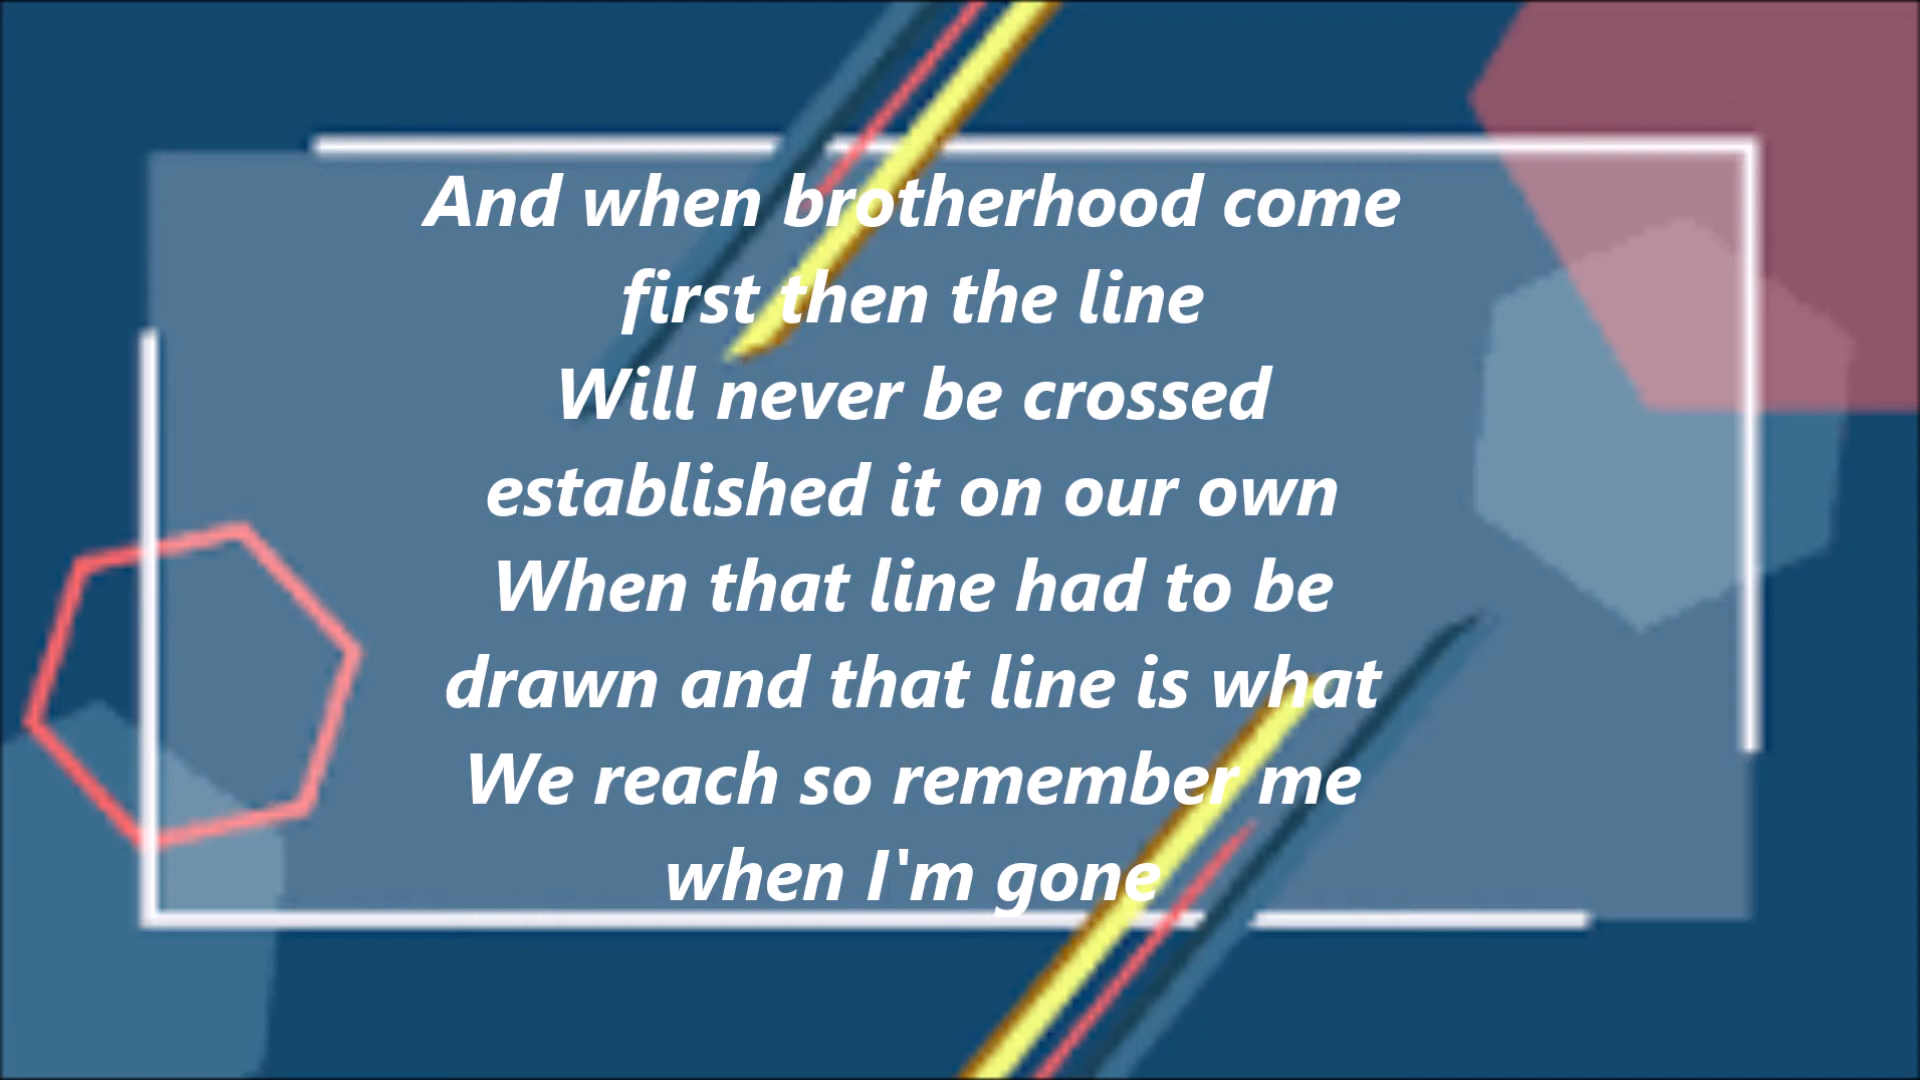 And when brotherhood come
first then the line
Will never be crossed
established it on our own
When that line had to be
drawn and that line is what
We reach so remember me
when I'm gone